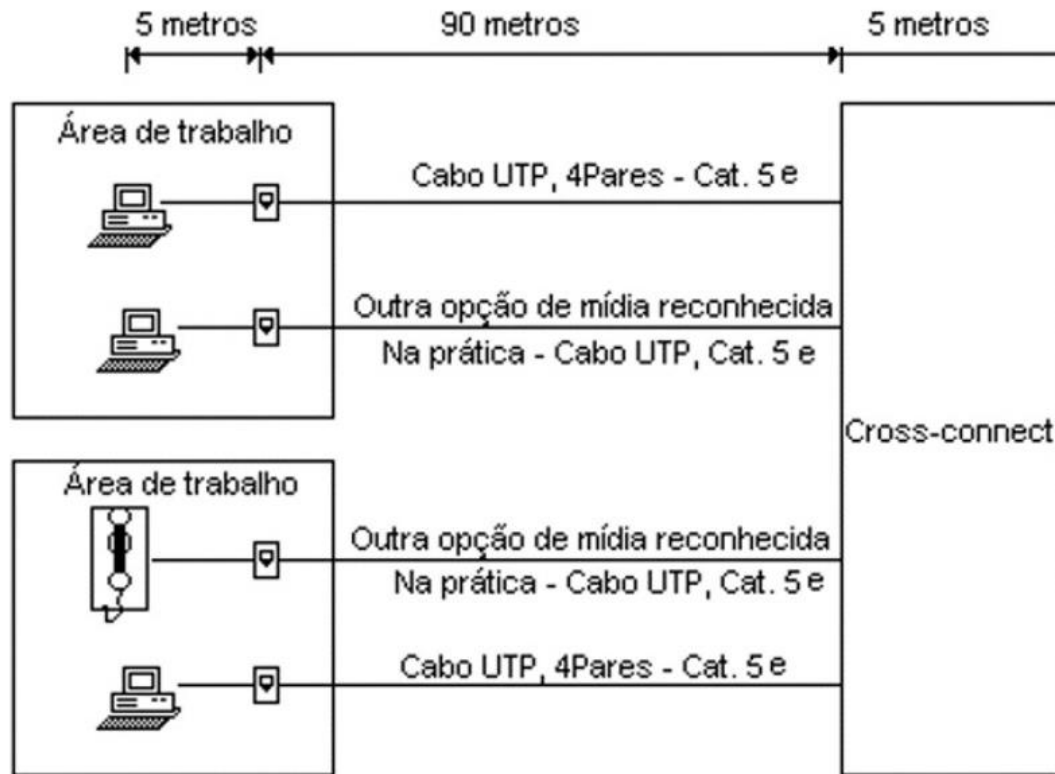 5 metros
90 metros
5 metros
Área de trabalho
Cabo UTP, 4Pares - Cat. 5 e
Outra opção de mídia reconhecida
Na prática - Cabo UTP, Cat. 5 e
Cross-connect
Área de trabalho
Outra opção de mídia reconhecida
Na prática - Cabo UTP, Cat. 5 e
Cabo UTP, 4Pares - Cat. 5 e